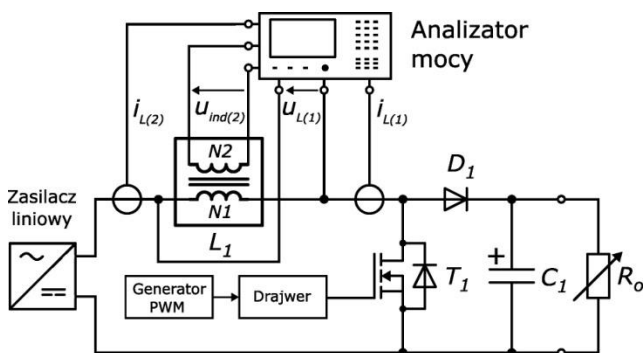 Analizator
mocy
i_L(2)
u_ind(2)
u_L(1)
i_L(1)
N2
N1
L_1
D_1
Zasilacz
liniowy
Generator
PWM
Drajwer
T_1
+
C_1
R_o